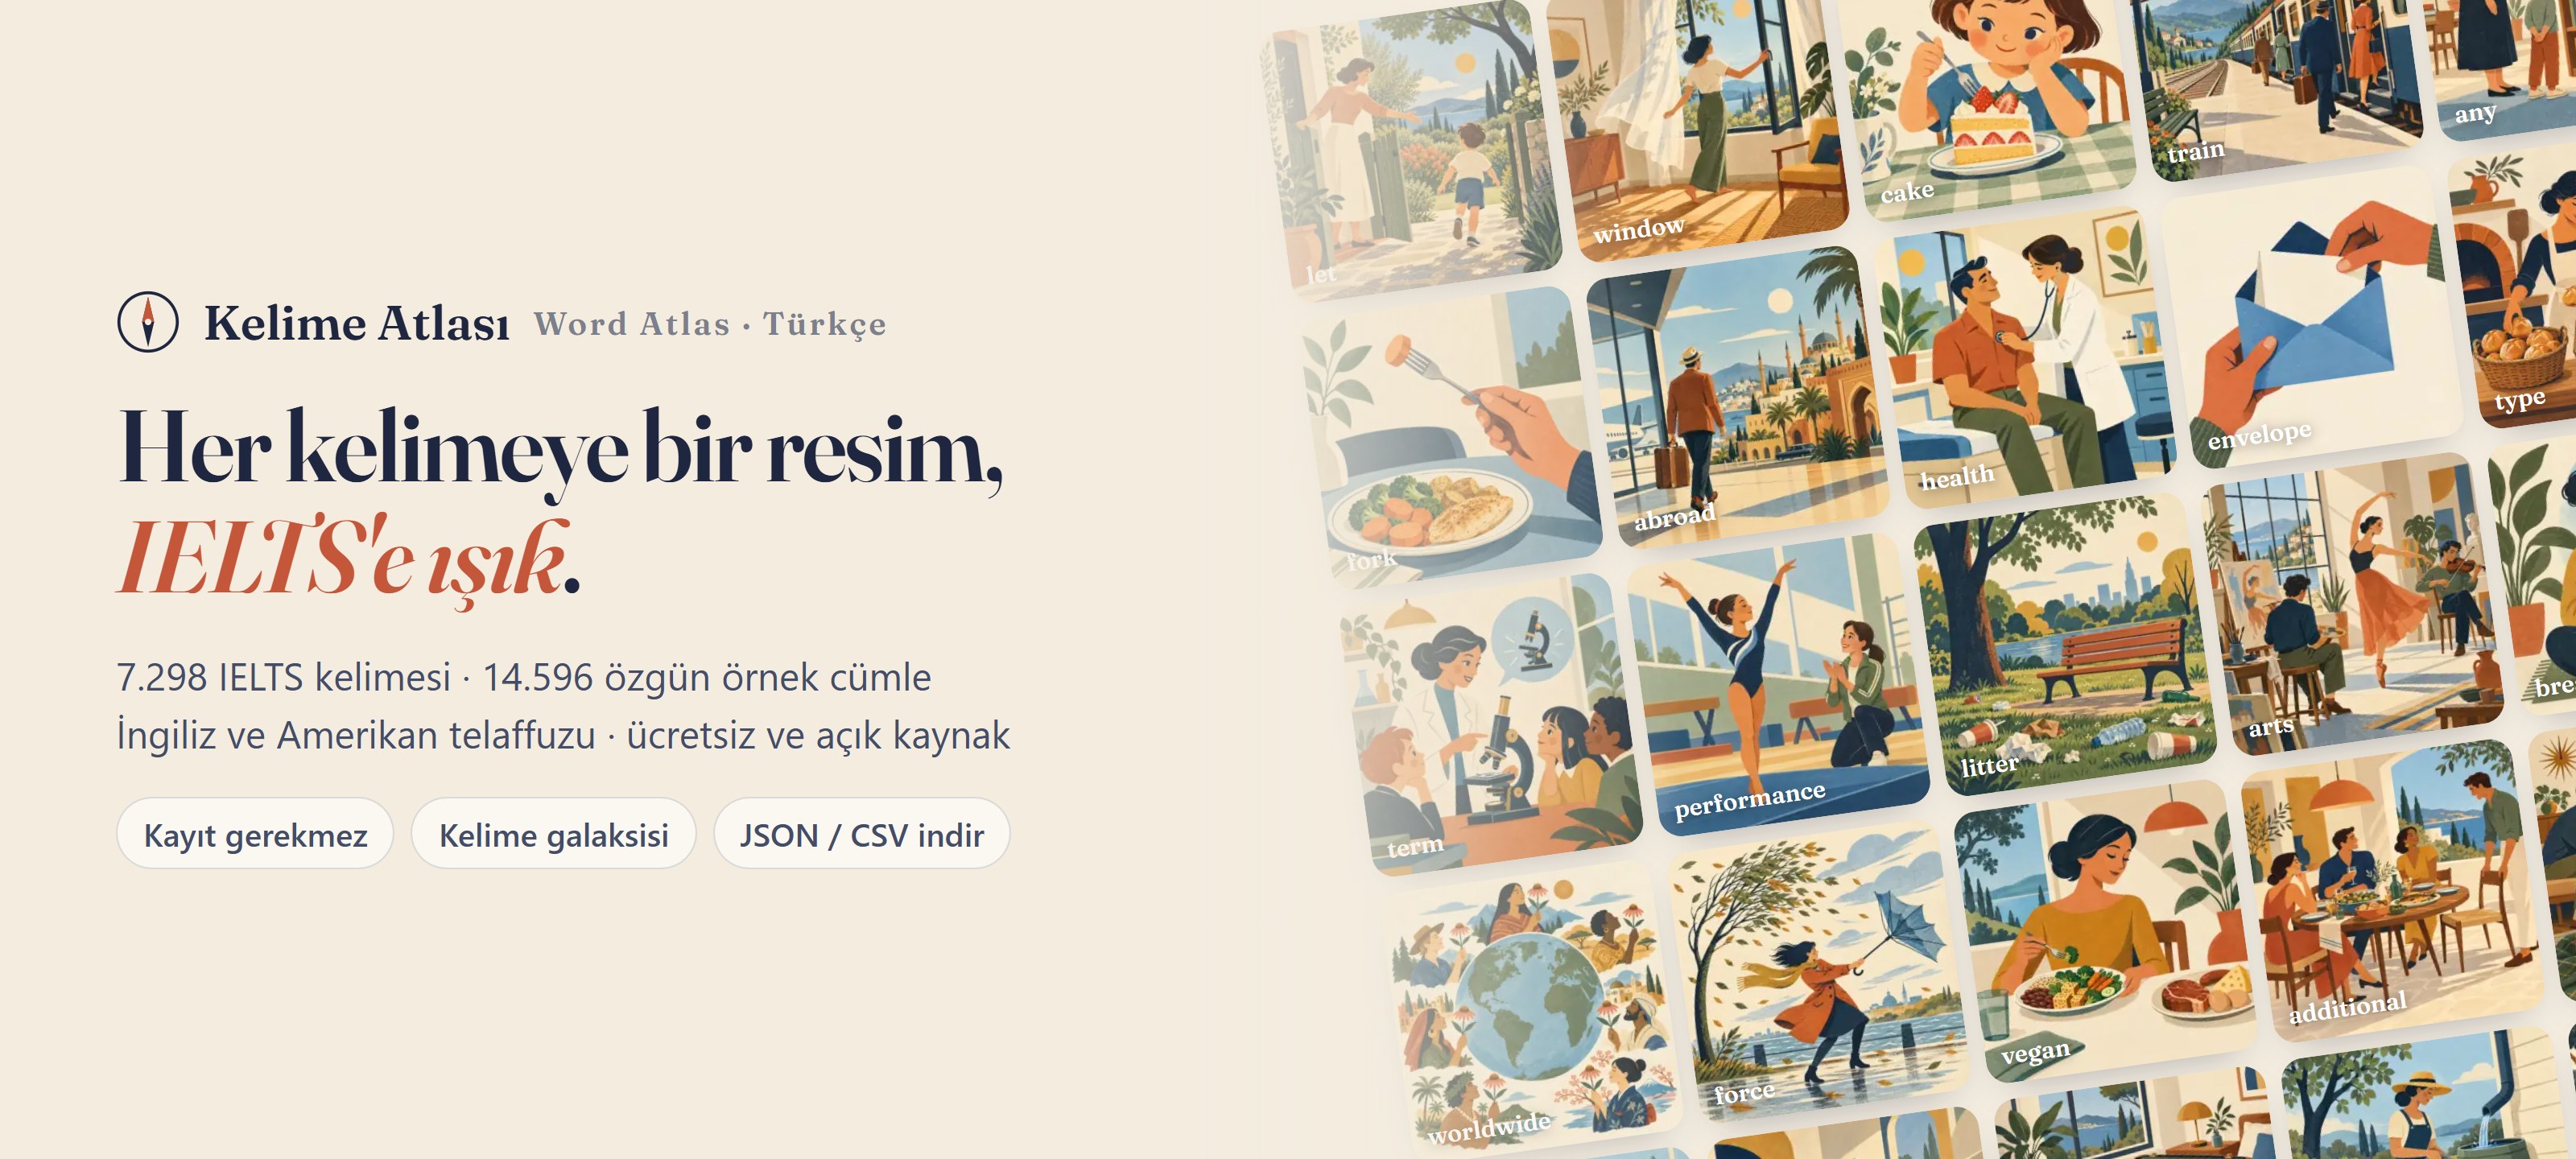 Kelime Atlası Word Atlas · Türkçe
Her kelimeye bir resim,
IELTS'e ışık.
7.298 IELTS kelimesi · 14.596 özgün örnek cümle
İngiliz ve Amerikan telaffuzu · ücretsiz ve açık kaynak
Kayıt gerekmez
Kelime galaksisi
JSON / CSV indir
let
window
cake
train
any
fork
abroad
health
envelope
type
term
performance
litter
arts
worldwide
force
vegan
additional